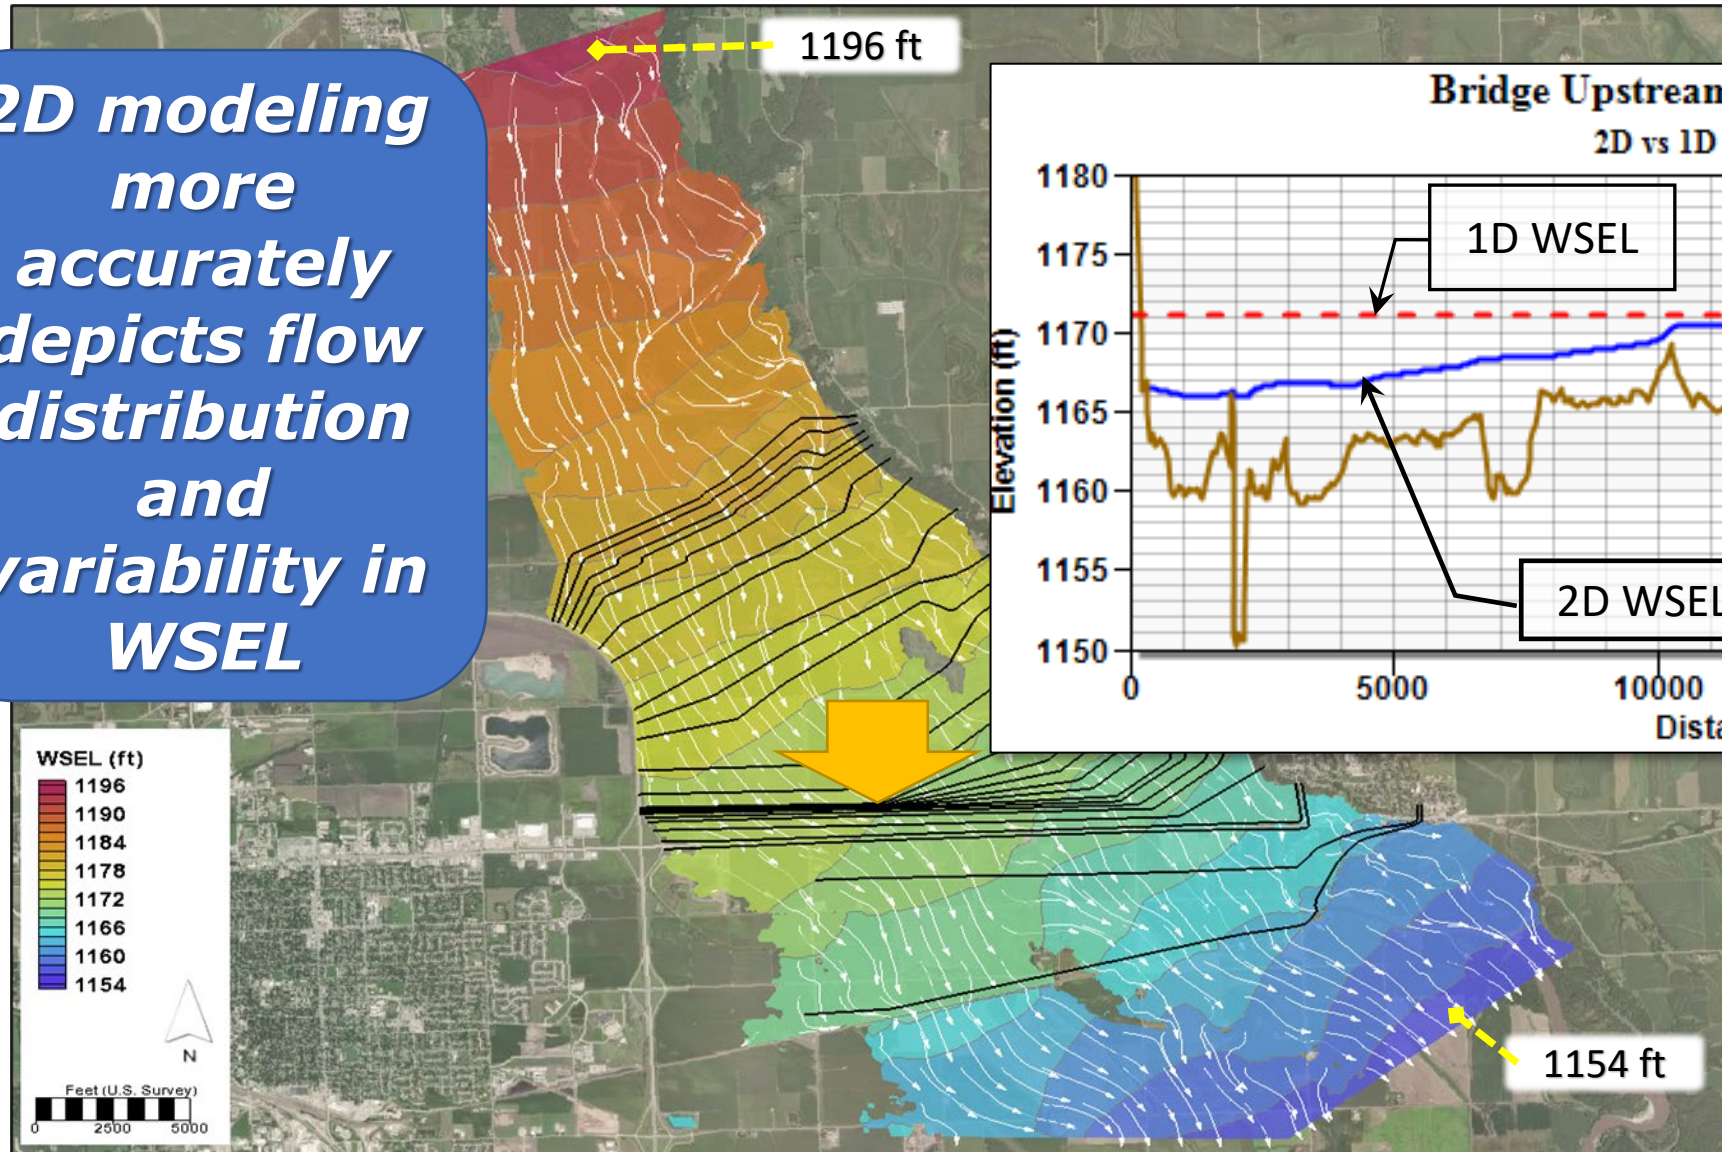 2D modeling
more
accurately
depicts flow
distribution
and
variability in
WSEL
1196 ft
Bridge Upstream
2D vs 1D
1180
1175
1170
1165
1160
1155
1150
Elevation (ft)
1D WSEL
2D WSEL
0
5000
10000
Dista
WSEL (ft)
1196
1190
1184
1178
1172
1166
1160
1154
N
Feet (U.S. Survey)
0
2500
5000
1154 ft